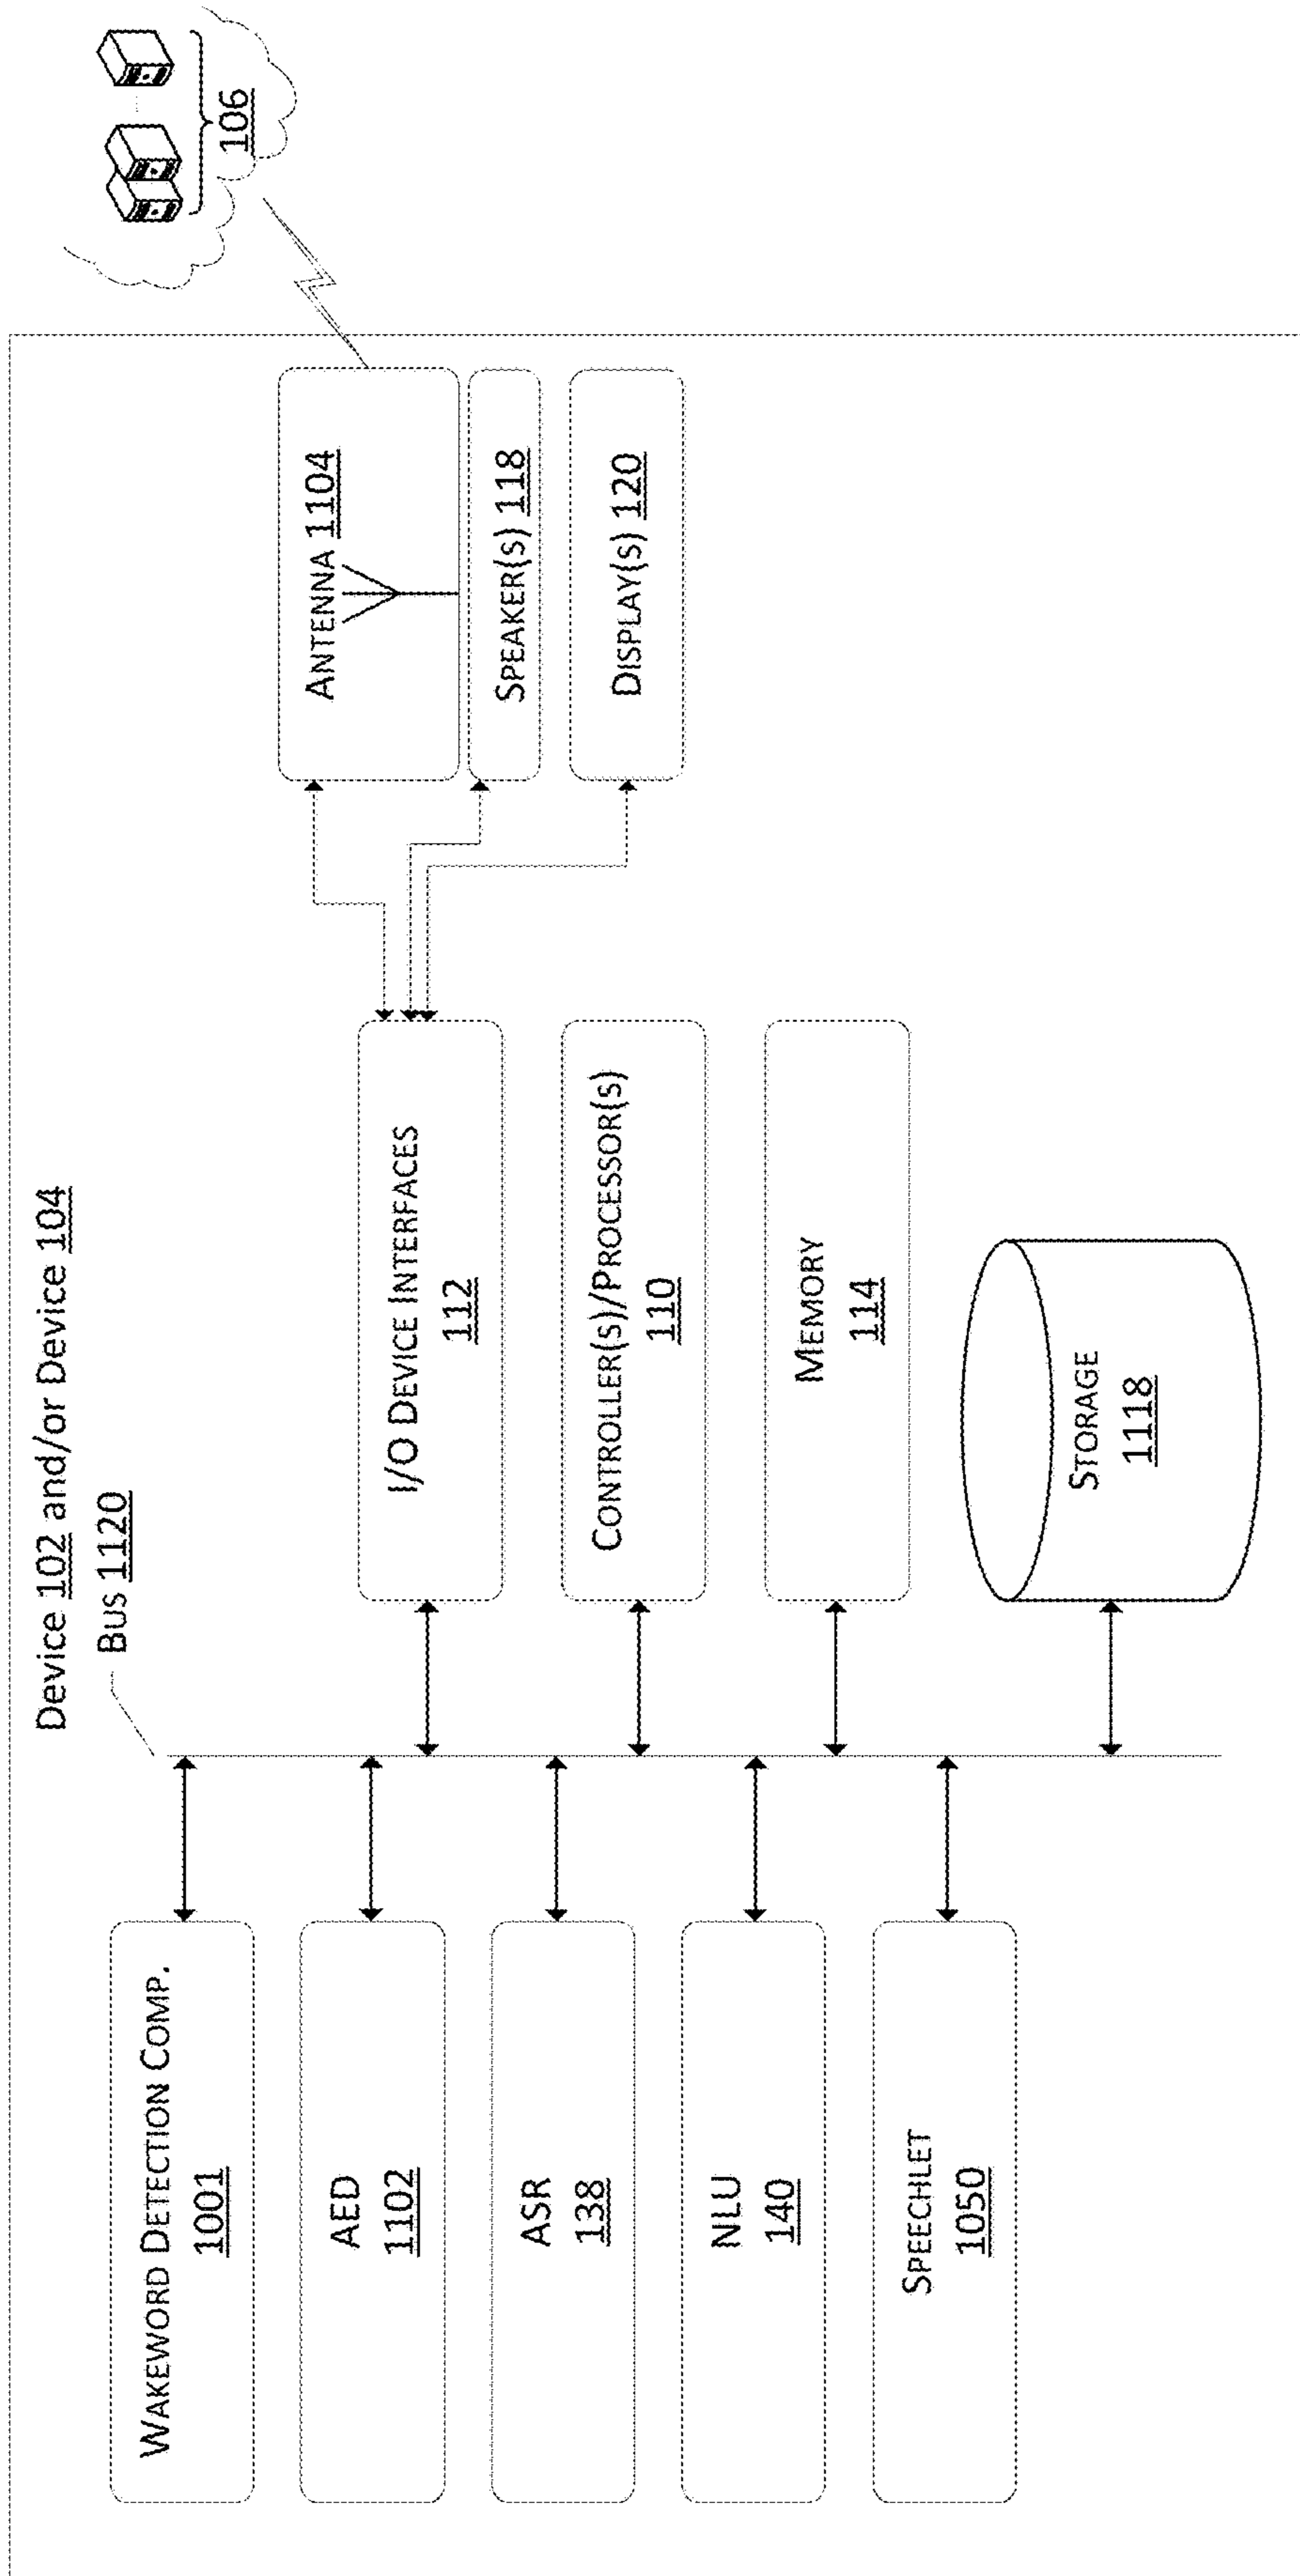 Device 102 and/or Device 104
Bus 1120
Wakeword Detection Comp.
1001
AED
1102
ASR
138
NLU
140
Speechlet
1050
I/O Device Interfaces
112
Controller(s)/Processor(s)
110
Memory
114
Storage
1118
Antenna 1104
Speaker(s) 118
Display(s) 120
106